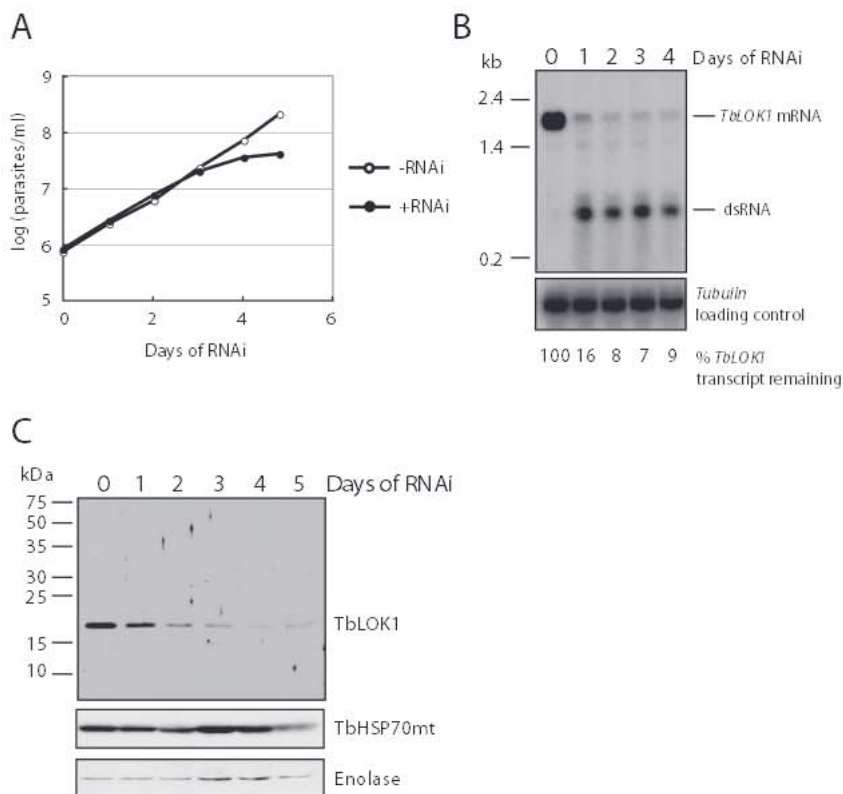 A
log (parasites/ml)
9
8
7
6
5
0 2 4 6
Days of RNAi
-RNAi
+RNAi
B
kb
0 1 2 3 4 Days of RNAi
2.4
1.4
0.2
TbLOK1 mRNA
dsRNA
Tubulin
loading control
100 16 8 7 9 % TbLOK1
transcript remaining
C
kDa
0 1 2 3 4 5 Days of RNAi
75
50
35
30
25
15
10
TbLOK1
TbHSP70mt
Enolase